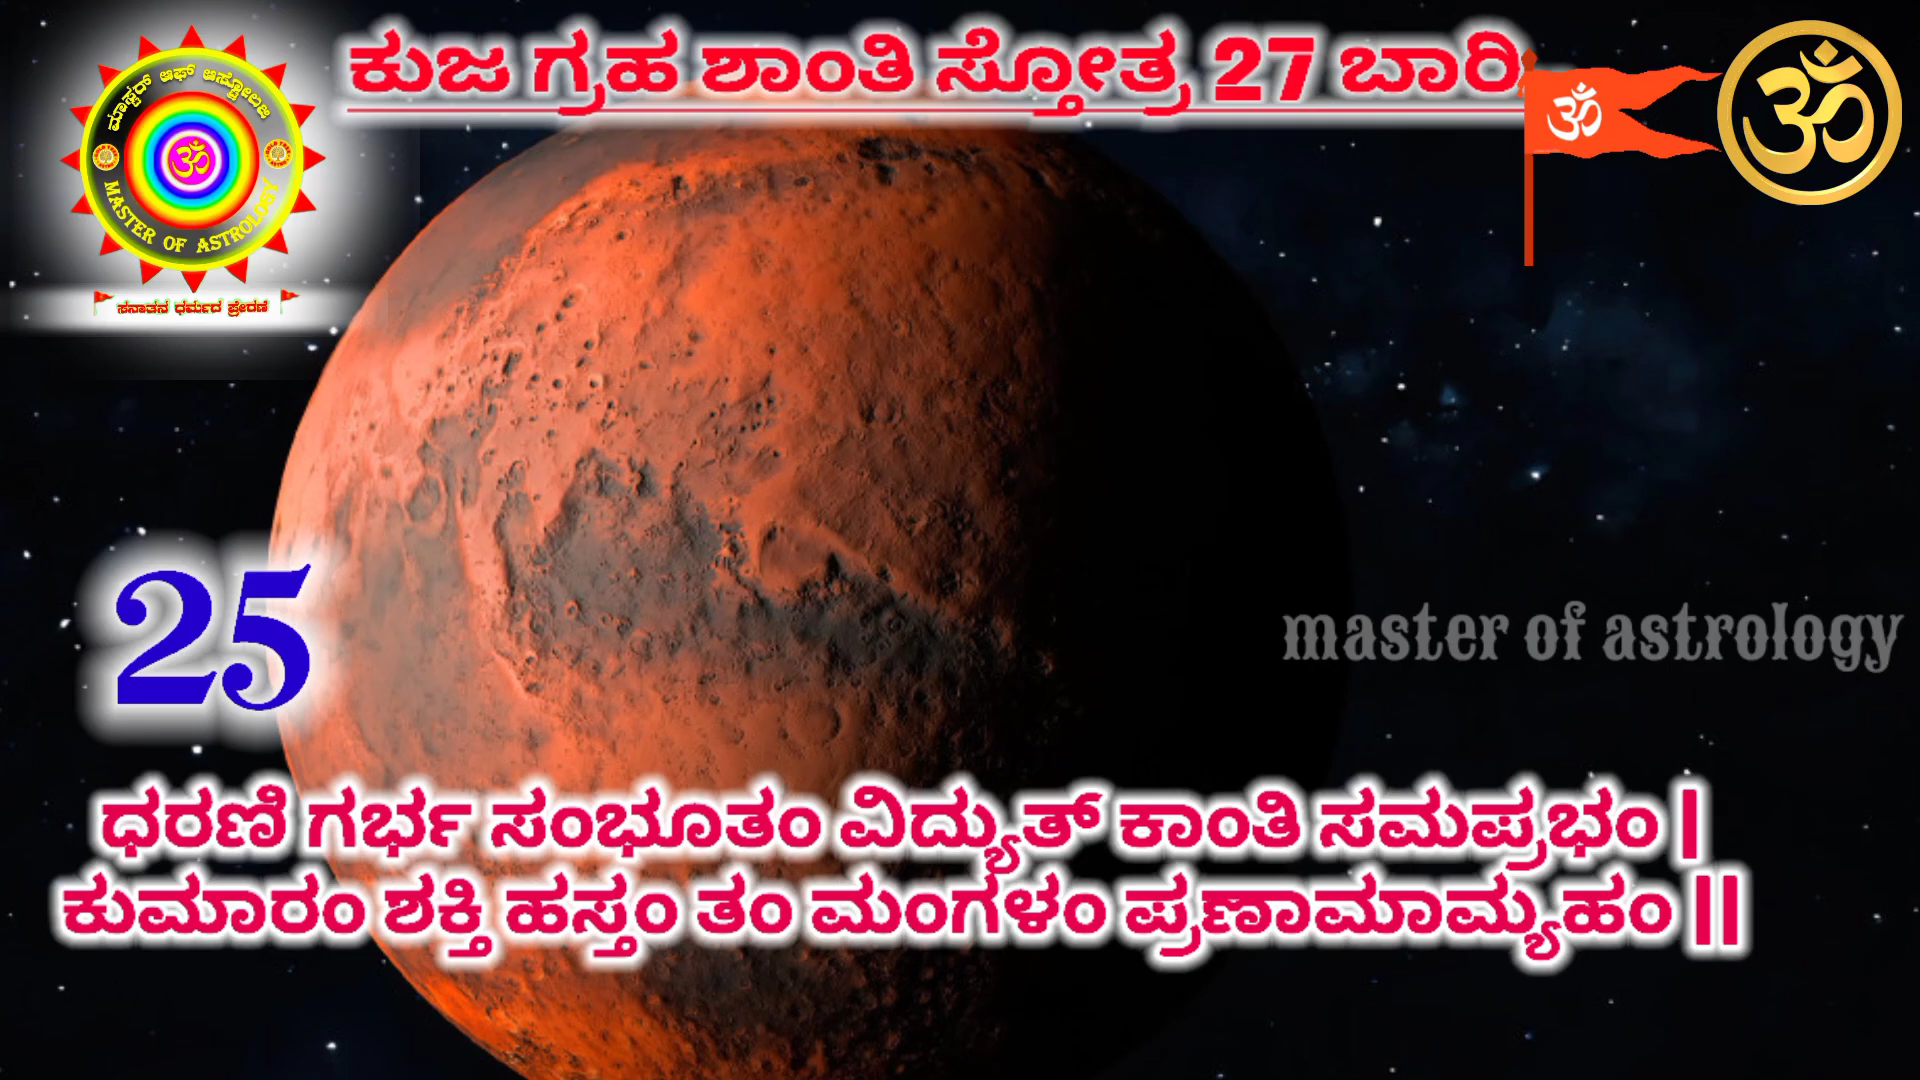 ಕುಜ ಗ್ರಹ ಶಾಂತಿ ಸ್ತೋತ್ರ 27 ಬಾರಿ
ಮಾಸ್ಟರ್ ಆಫ್ ಆಸ್ಟ್ರೋಲಜಿ
ॐ
MASTER OF ASTROLOGY
ಸನಾತನ ಧರ್ಮದ ಪ್ರೇರಣೆ
ॐ
ॐ
25
master of astrology
ಧರಣಿ ಗರ್ಭ ಸಂಭೂತಂ ವಿದ್ಯುತ್ ಕಾಂತಿ ಸಮಪ್ರಭಂ |
ಕುಮಾರಂ ಶಕ್ತಿ ಹಸ್ತಂ ತಂ ಮಂಗಳಂ ಪ್ರಣಾಮಾಮ್ಯಹಂ ||